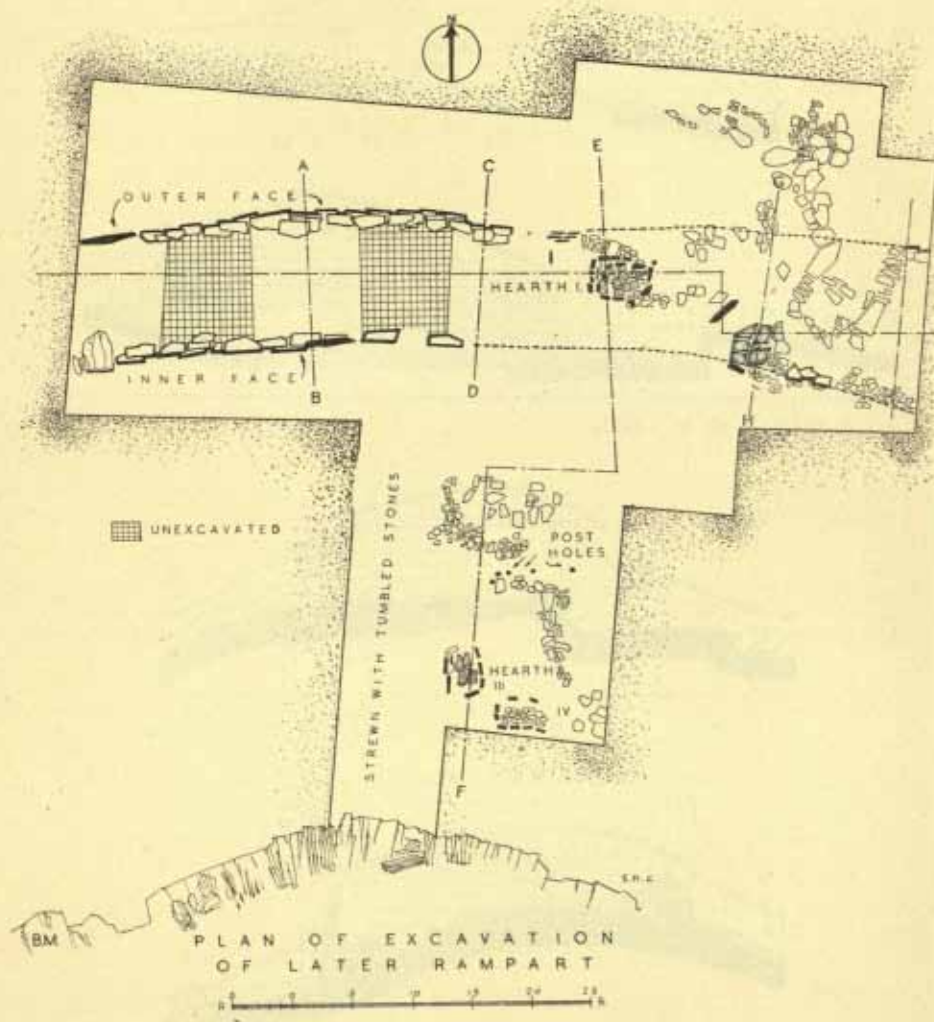 N
A
C
E
OUTER FACE
I
HEARTH I
INNER FACE
B
D
H
UNEXCAVATED
STREWN WITH TUMBLED STONES
POST
HOLES
HEARTHS
III
IV
F
B.M
PLAN OF EXCAVATION
OF LATER RAMPART